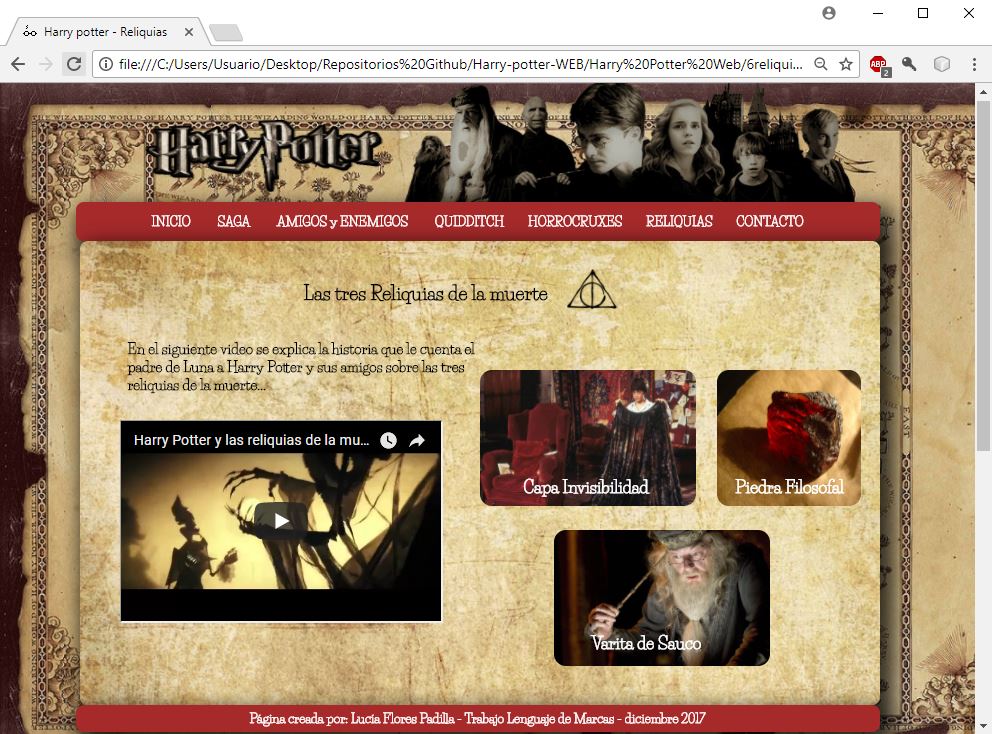 Harry potter - Reliquias
file:///C:/Users/Usuario/Desktop/Repositorios%20Github/Harry-potter-WEB/Harry%20Potter%20Web/6reliqui...
ABP
2
Harry Potter
INICIO SAGA AMIGOS y ENEMIGOS QUIDDITCH HORROCRUXES RELIQUIAS CONTACTO
Las tres Reliquias de la muerte
En el siguiente video se explica la historia que le cuenta el
padre de Luna a Harry Potter y sus amigos sobre las tres
reliquias de la muerte...
Harry Potter y las reliquias de la mu...
Capa Invisibilidad
Piedra Filosofal
Varita de Sauco
Página creada por: Lucía Flores Padilla - Trabajo Lenguaje de Marcas - diciembre 2017